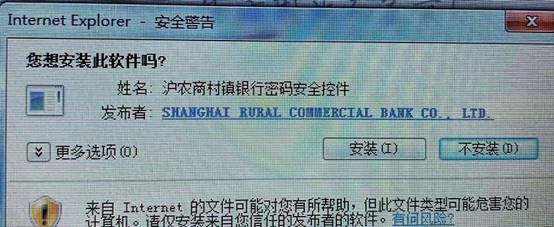 Internet Explorer - 安全警告
您想安装此软件吗?
姓名: 沪农商村镇银行密码安全控件
发布者: SHANGHAI RURAL COMMERCIAL BANK CO., LTD.
更多选项(O)
安装(I)
不安装(D)
来自 Internet 的文件可能对您有所帮助，但此文件类型可能危害您的
计算机。请仅安装来自您信任的发布者的软件。有何风险?